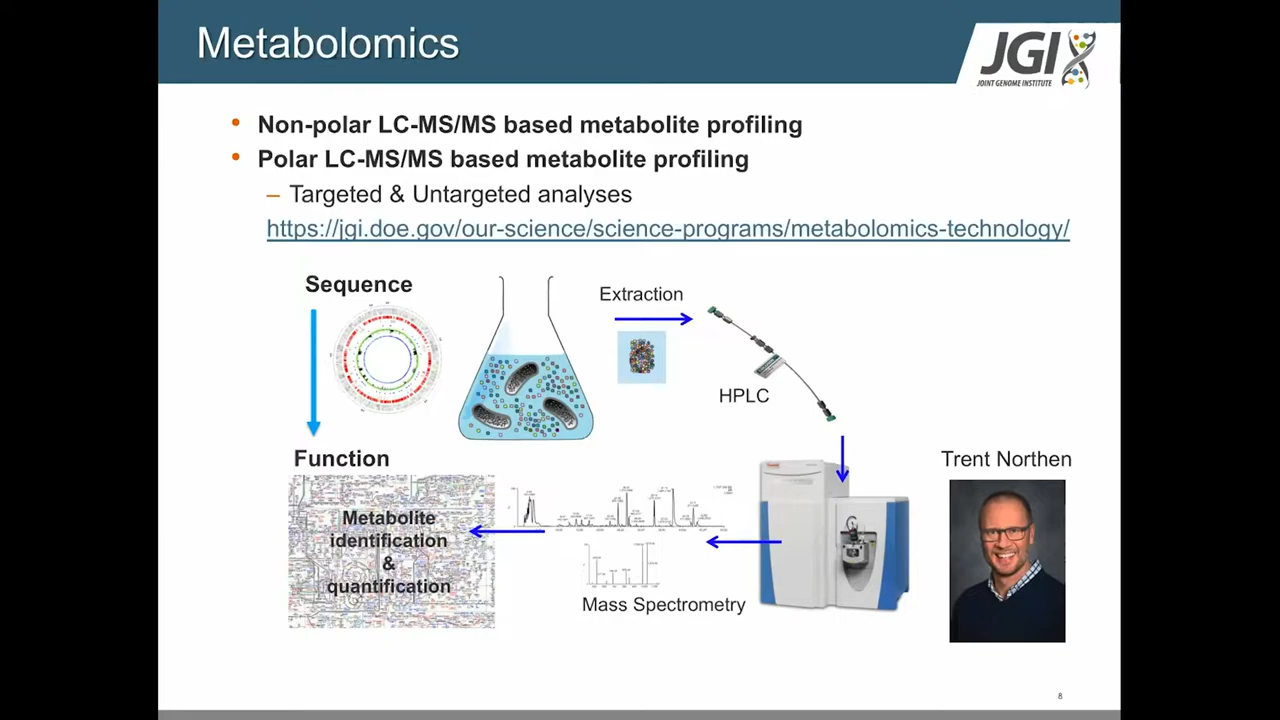 Metabolomics
JGI
JOINT GENOME INSTITUTE
• Non-polar LC-MS/MS based metabolite profiling
• Polar LC-MS/MS based metabolite profiling
– Targeted & Untargeted analyses
https://jgi.doe.gov/our-science/science-programs/metabolomics-technology/
Sequence
Extraction
HPLC
Function
Trent Northen
Metabolite
identification
&
quantification
Mass Spectrometry
8